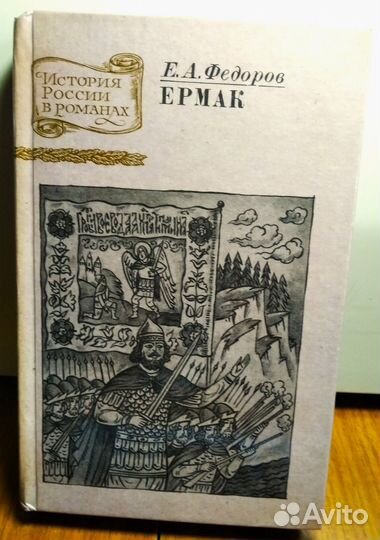 История
России
в романах
Е.А.Федоров
ЕРМАК
Avito